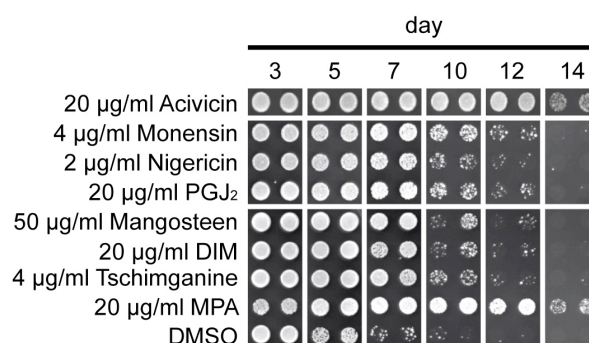 day
3 5 7 10 12 14
20 µg/ml Acivicin
4 µg/ml Monensin
2 µg/ml Nigericin
20 µg/ml PGJ₂
50 µg/ml Mangosteen
20 µg/ml DIM
4 µg/ml Tschimganine
20 µg/ml MPA
DMSO